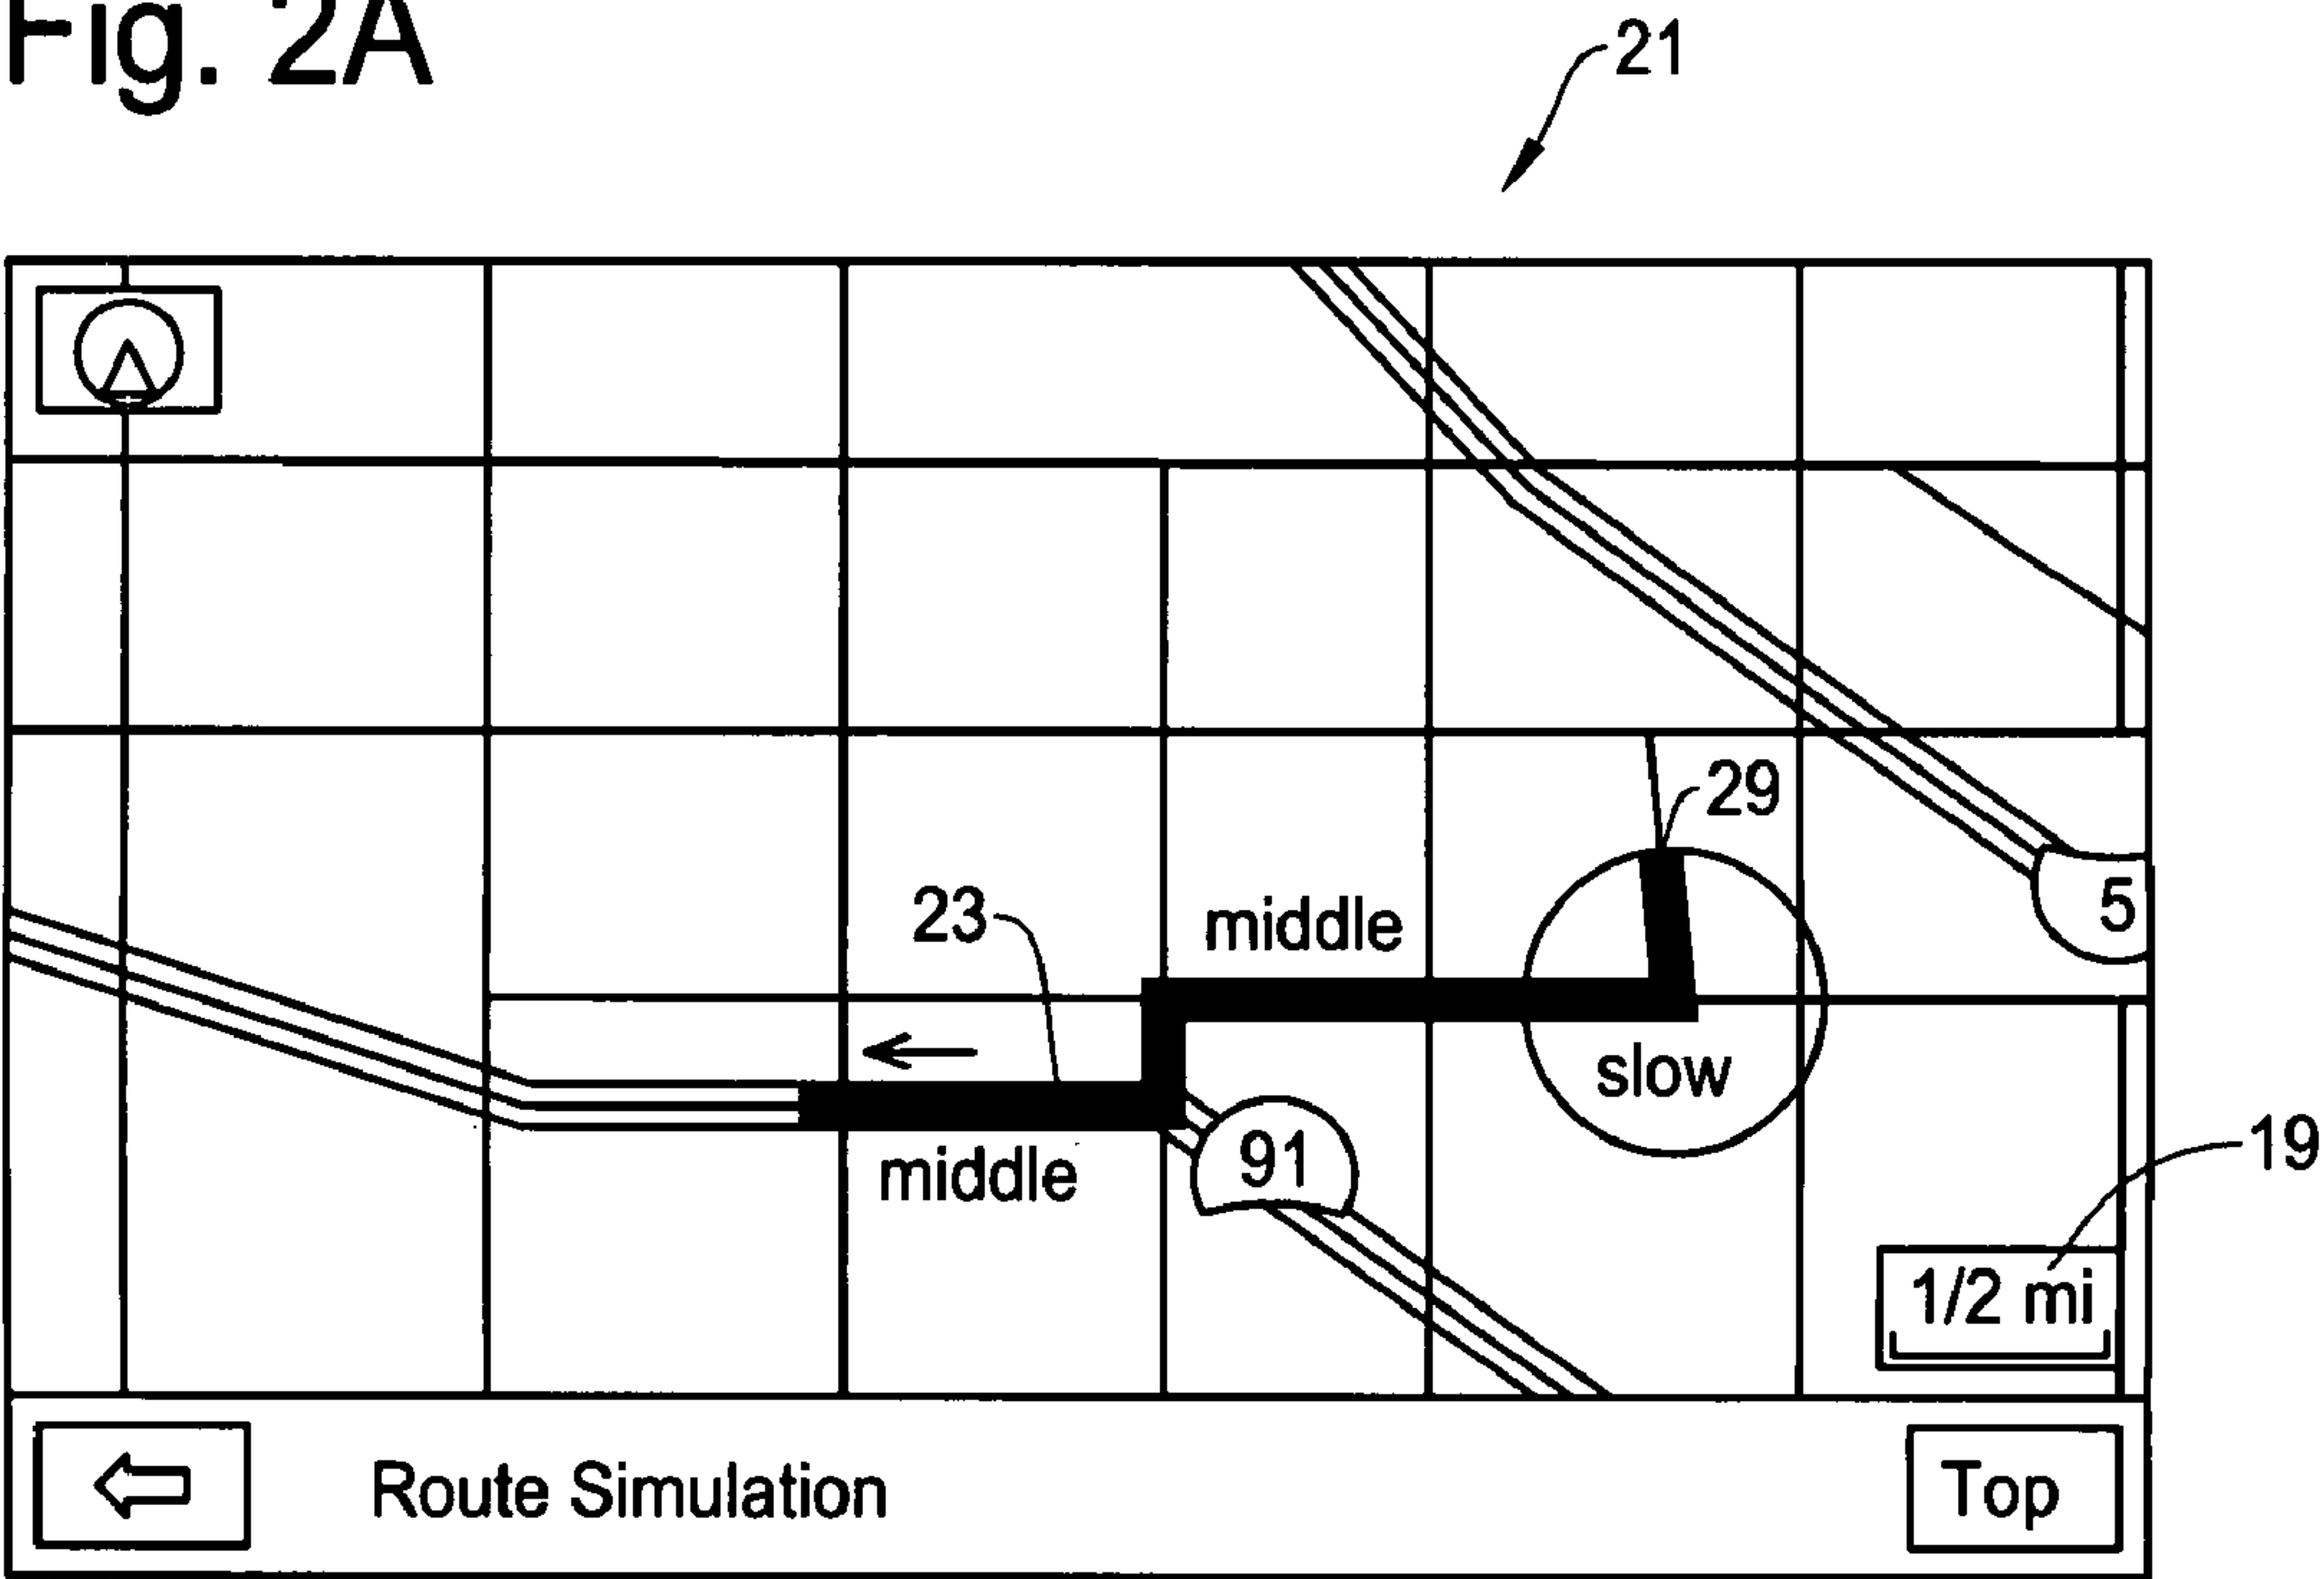 Fig. 2A
21
29
5
23
middle
slow
91
middle
19
1/2 mi
Route Simulation
Top